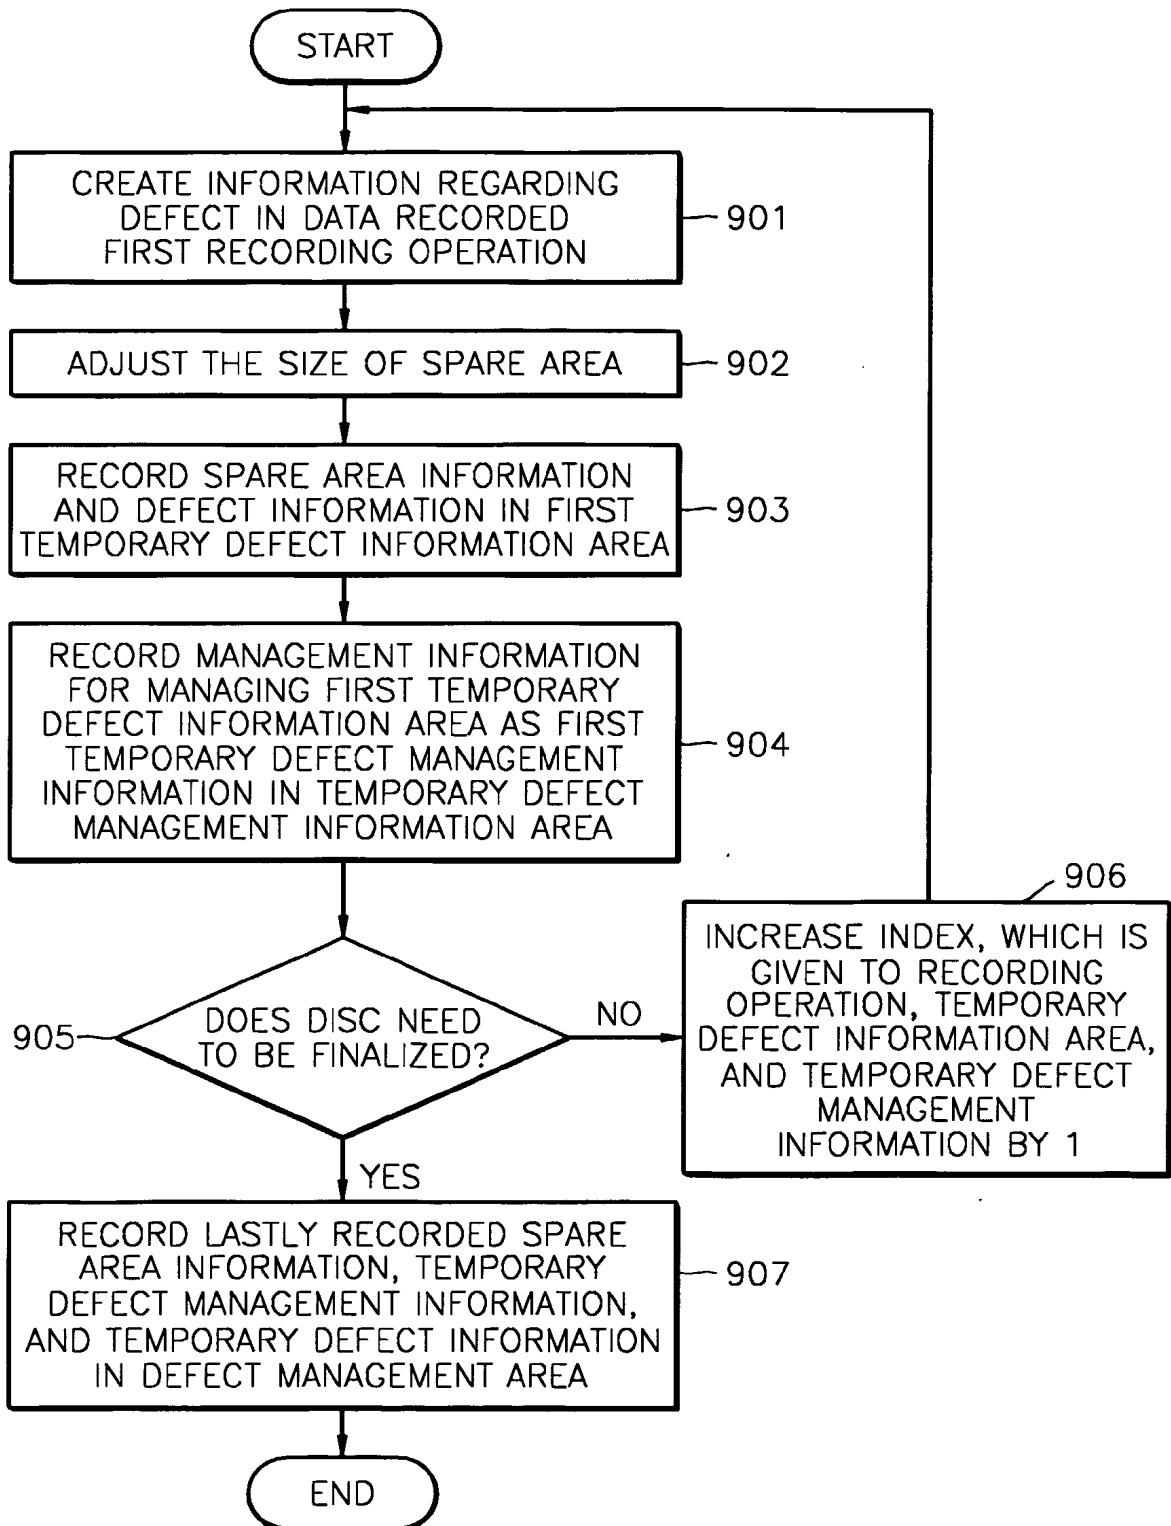 START
CREATE INFORMATION REGARDING
DEFECT IN DATA RECORDED
FIRST RECORDING OPERATION
901
ADJUST THE SIZE OF SPARE AREA
902
RECORD SPARE AREA INFORMATION
AND DEFECT INFORMATION IN FIRST
TEMPORARY DEFECT INFORMATION AREA
903
RECORD MANAGEMENT INFORMATION
FOR MANAGING FIRST TEMPORARY
DEFECT INFORMATION AREA AS FIRST
TEMPORARY DEFECT MANAGEMENT
INFORMATION IN TEMPORARY DEFECT
MANAGEMENT INFORMATION AREA
904
905
DOES DISC NEED
TO BE FINALIZED?
NO
906
INCREASE INDEX, WHICH IS
GIVEN TO RECORDING
OPERATION, TEMPORARY
DEFECT INFORMATION AREA,
AND TEMPORARY DEFECT
MANAGEMENT
INFORMATION BY 1
YES
RECORD LASTLY RECORDED SPARE
AREA INFORMATION, TEMPORARY
DEFECT MANAGEMENT INFORMATION,
AND TEMPORARY DEFECT INFORMATION
IN DEFECT MANAGEMENT AREA
907
END